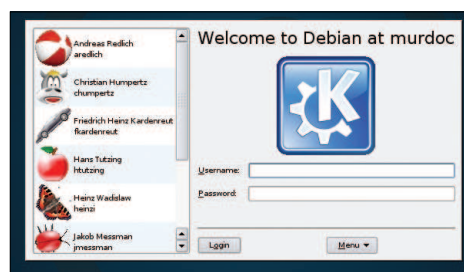 Andreas Redlich
aredlich
Christian Humpertz
chumpertz
Friedrich Heinz Kardenreut
fkardenreut
Hans Tutzing
htutzing
Heinz Wadislaw
heinzi
Jakob Messman
jmessman
Welcome to Debian at murdoc
K
Username:
Password:
Login
Menu